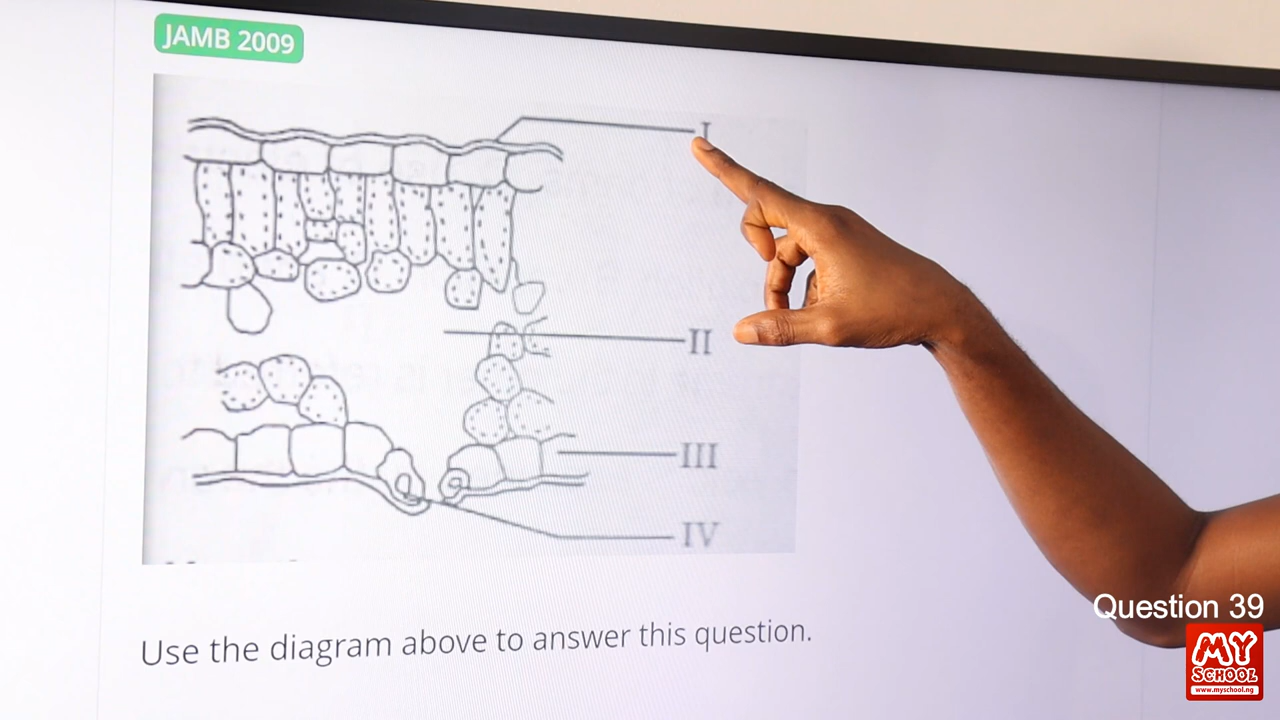 JAMB 2009
I
II
III
IV
Use the diagram above to answer this question.
Question 39
MY
SCHOOL
www.myschool.ng